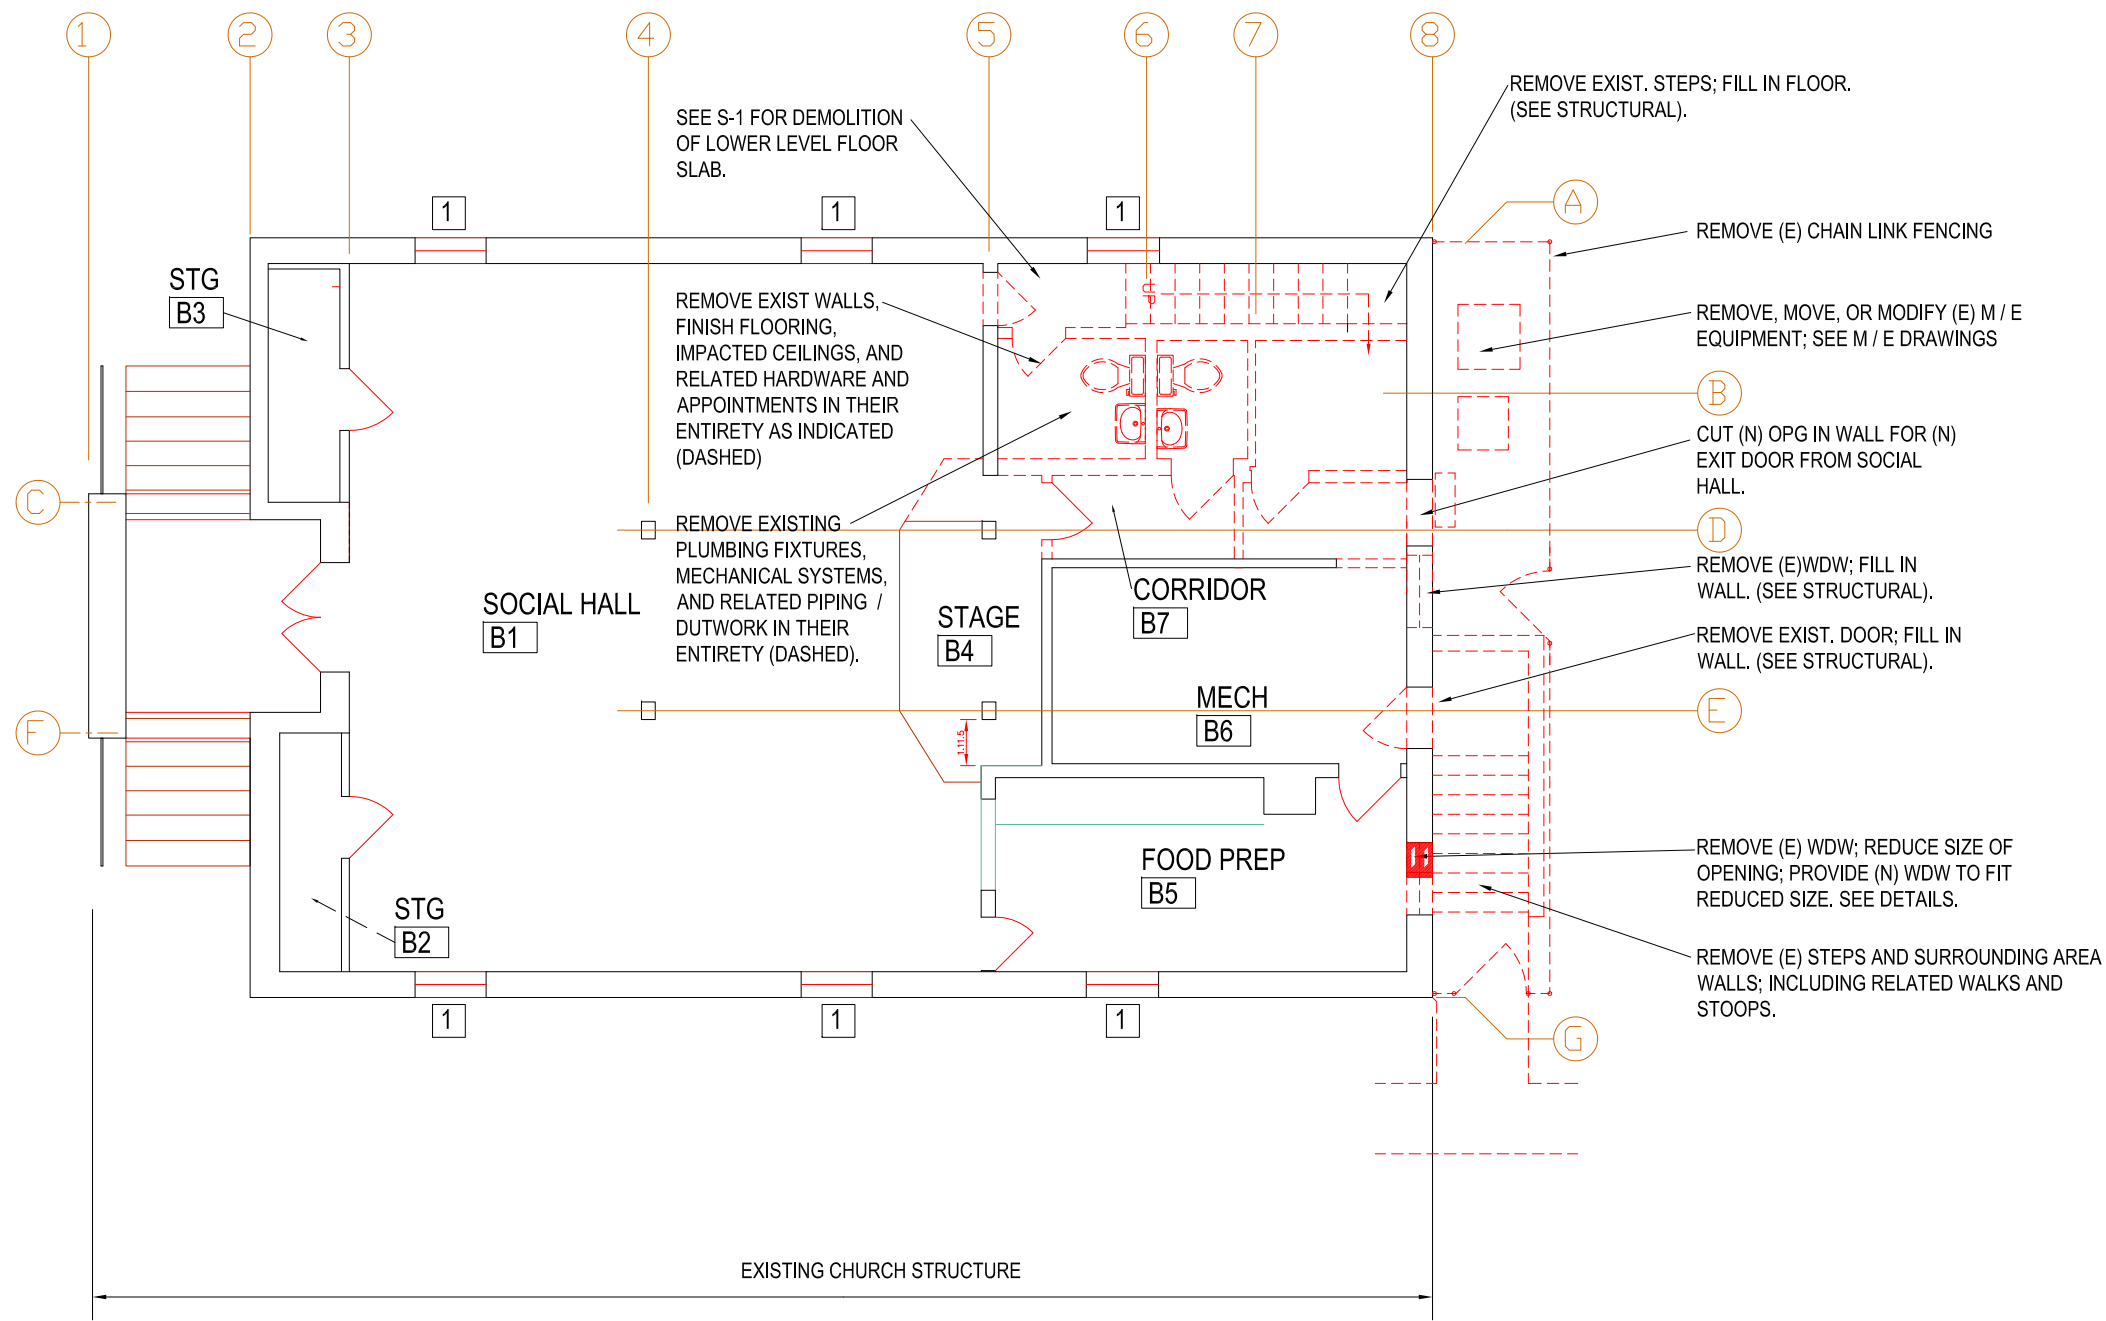 1
2
3
4
5
6
7
8
REMOVE EXIST. STEPS; FILL IN FLOOR.
(SEE STRUCTURAL).
SEE S-1 FOR DEMOLITION
OF LOWER LEVEL FLOOR
SLAB.
A
1
1
1
REMOVE (E) CHAIN LINK FENCING
STG
B3
UP
REMOVE EXIST WALLS,
FINISH FLOORING,
IMPACTED CEILINGS, AND
RELATED HARDWARE AND
APPOINTMENTS IN THEIR
ENTIRETY AS INDICATED
(DASHED)
REMOVE, MOVE, OR MODIFY (E) M / E
EQUIPMENT; SEE M / E DRAWINGS
B
CUT (N) OPG IN WALL FOR (N)
EXIT DOOR FROM SOCIAL
HALL.
C
REMOVE EXISTING
PLUMBING FIXTURES,
MECHANICAL SYSTEMS,
AND RELATED PIPING /
DUTWORK IN THEIR
ENTIRETY (DASHED).
D
REMOVE (E)WDW; FILL IN
WALL. (SEE STRUCTURAL).
SOCIAL HALL
B1
STAGE
B4
CORRIDOR
B7
REMOVE EXIST. DOOR; FILL IN
WALL. (SEE STRUCTURAL).
MECH
B6
E
F
1.11.5
FOOD PREP
B5
REMOVE (E) WDW; REDUCE SIZE OF
OPENING; PROVIDE (N) WDW TO FIT
REDUCED SIZE. SEE DETAILS.
STG
B2
REMOVE (E) STEPS AND SURROUNDING AREA
WALLS; INCLUDING RELATED WALKS AND
STOOPS.
1
1
1
G
EXISTING CHURCH STRUCTURE